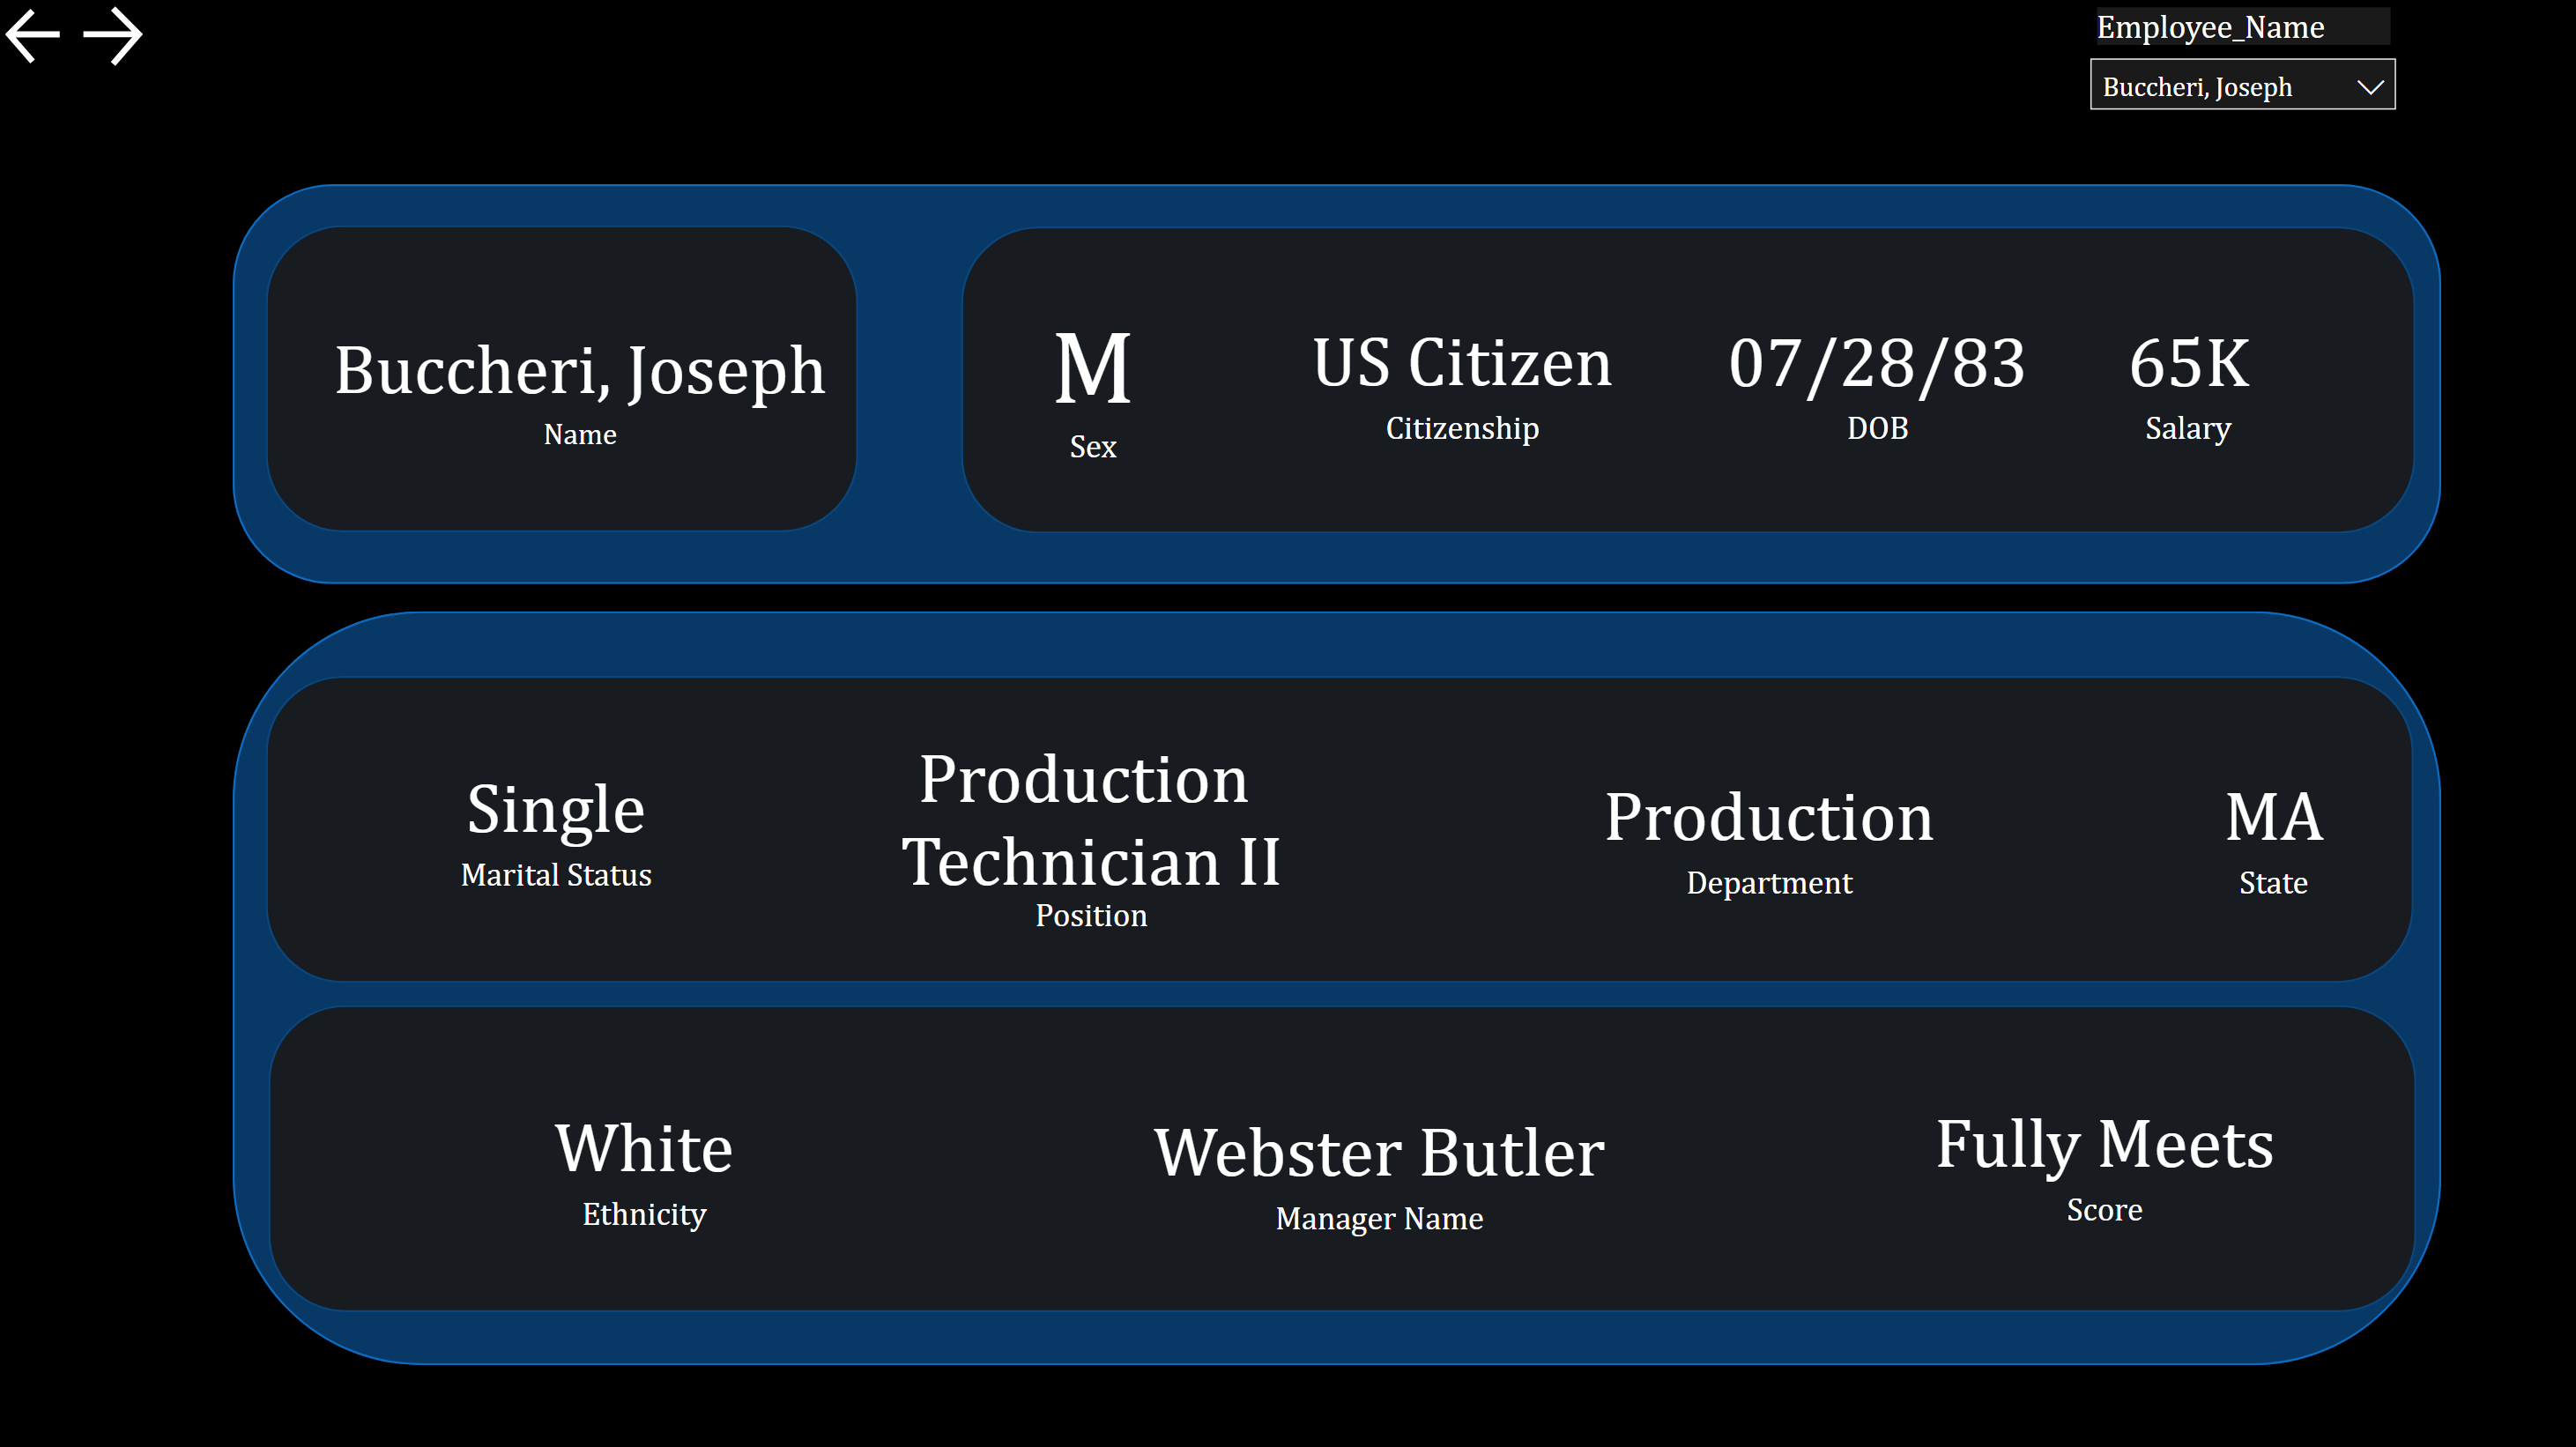 Employee_Name
Buccheri, Joseph
Buccheri, Joseph
Name
M
Sex
US Citizen
Citizenship
07/28/83
DOB
65K
Salary
Single
Marital Status
Production
Technician II
Position
Production
Department
MA
State
White
Ethnicity
Webster Butler
Manager Name
Fully Meets
Score